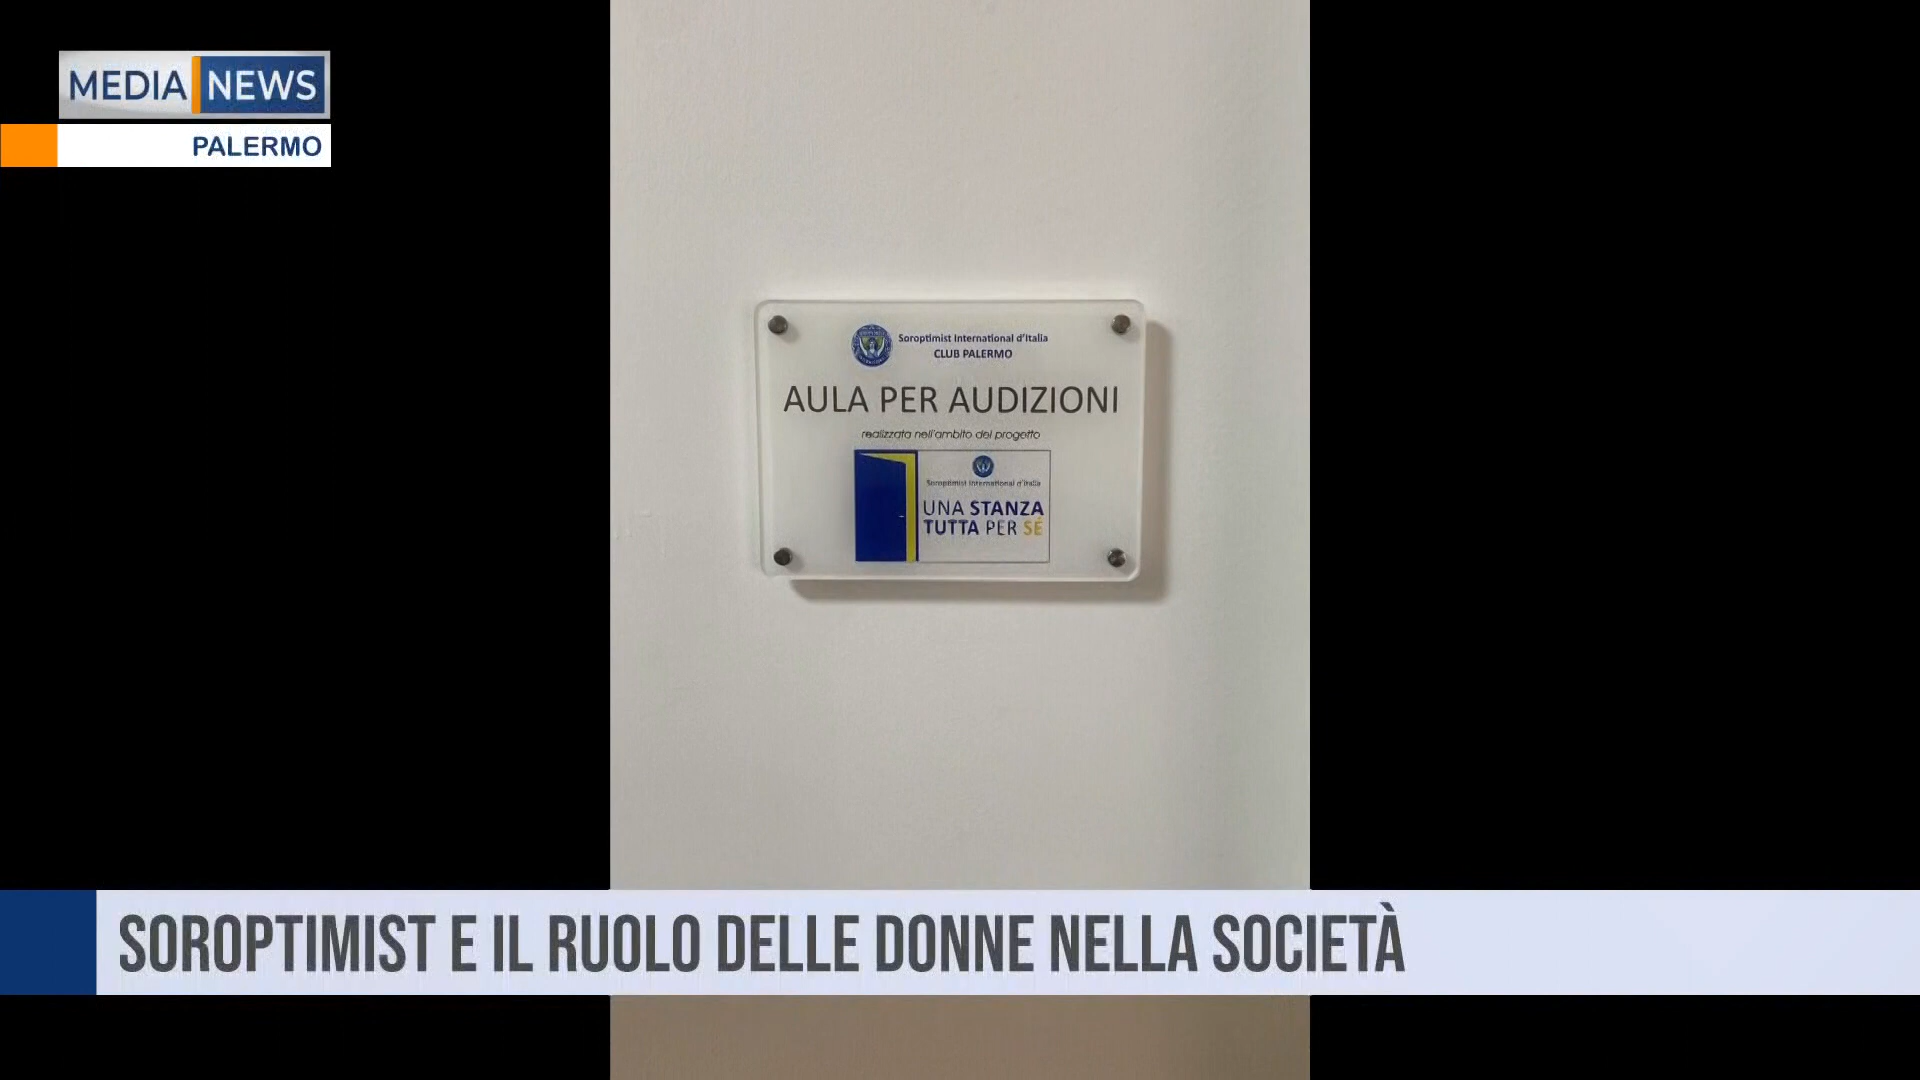 MEDIA NEWS
PALERMO
Soroptimist International d'Italia
CLUB PALERMO
AULA PER AUDIZIONI
realizzata nell'ambito del progetto
Soroptimist International d'Italia
UNA STANZA
TUTTA PER SÉ
SOROPTIMIST E IL RUOLO DELLE DONNE NELLA SOCIETÀ